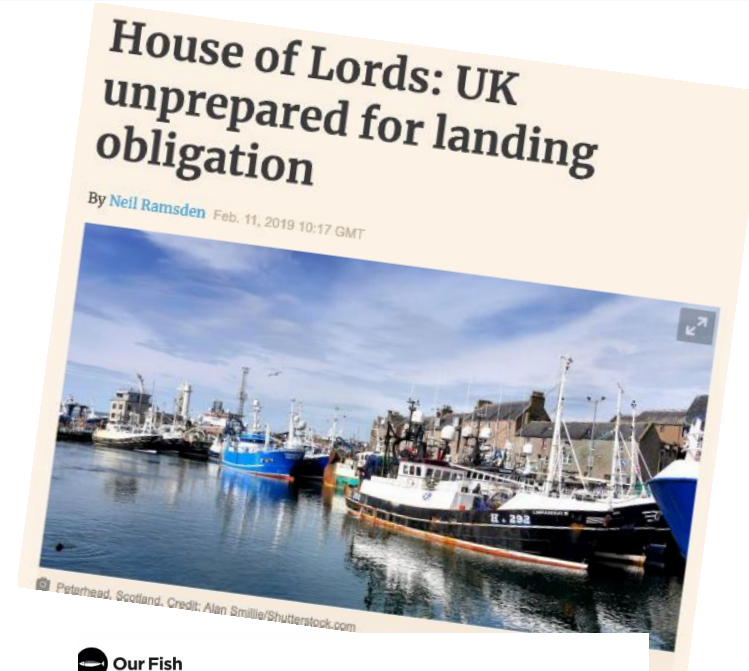 House of Lords: UK
unprepared for landing
obligation
By Neil Ramsden Feb. 11, 2019 10:17 GMT
K . 292
Peterhead, Scotland, Credit: Alan Smillie/Shutterstock.com
Our Fish